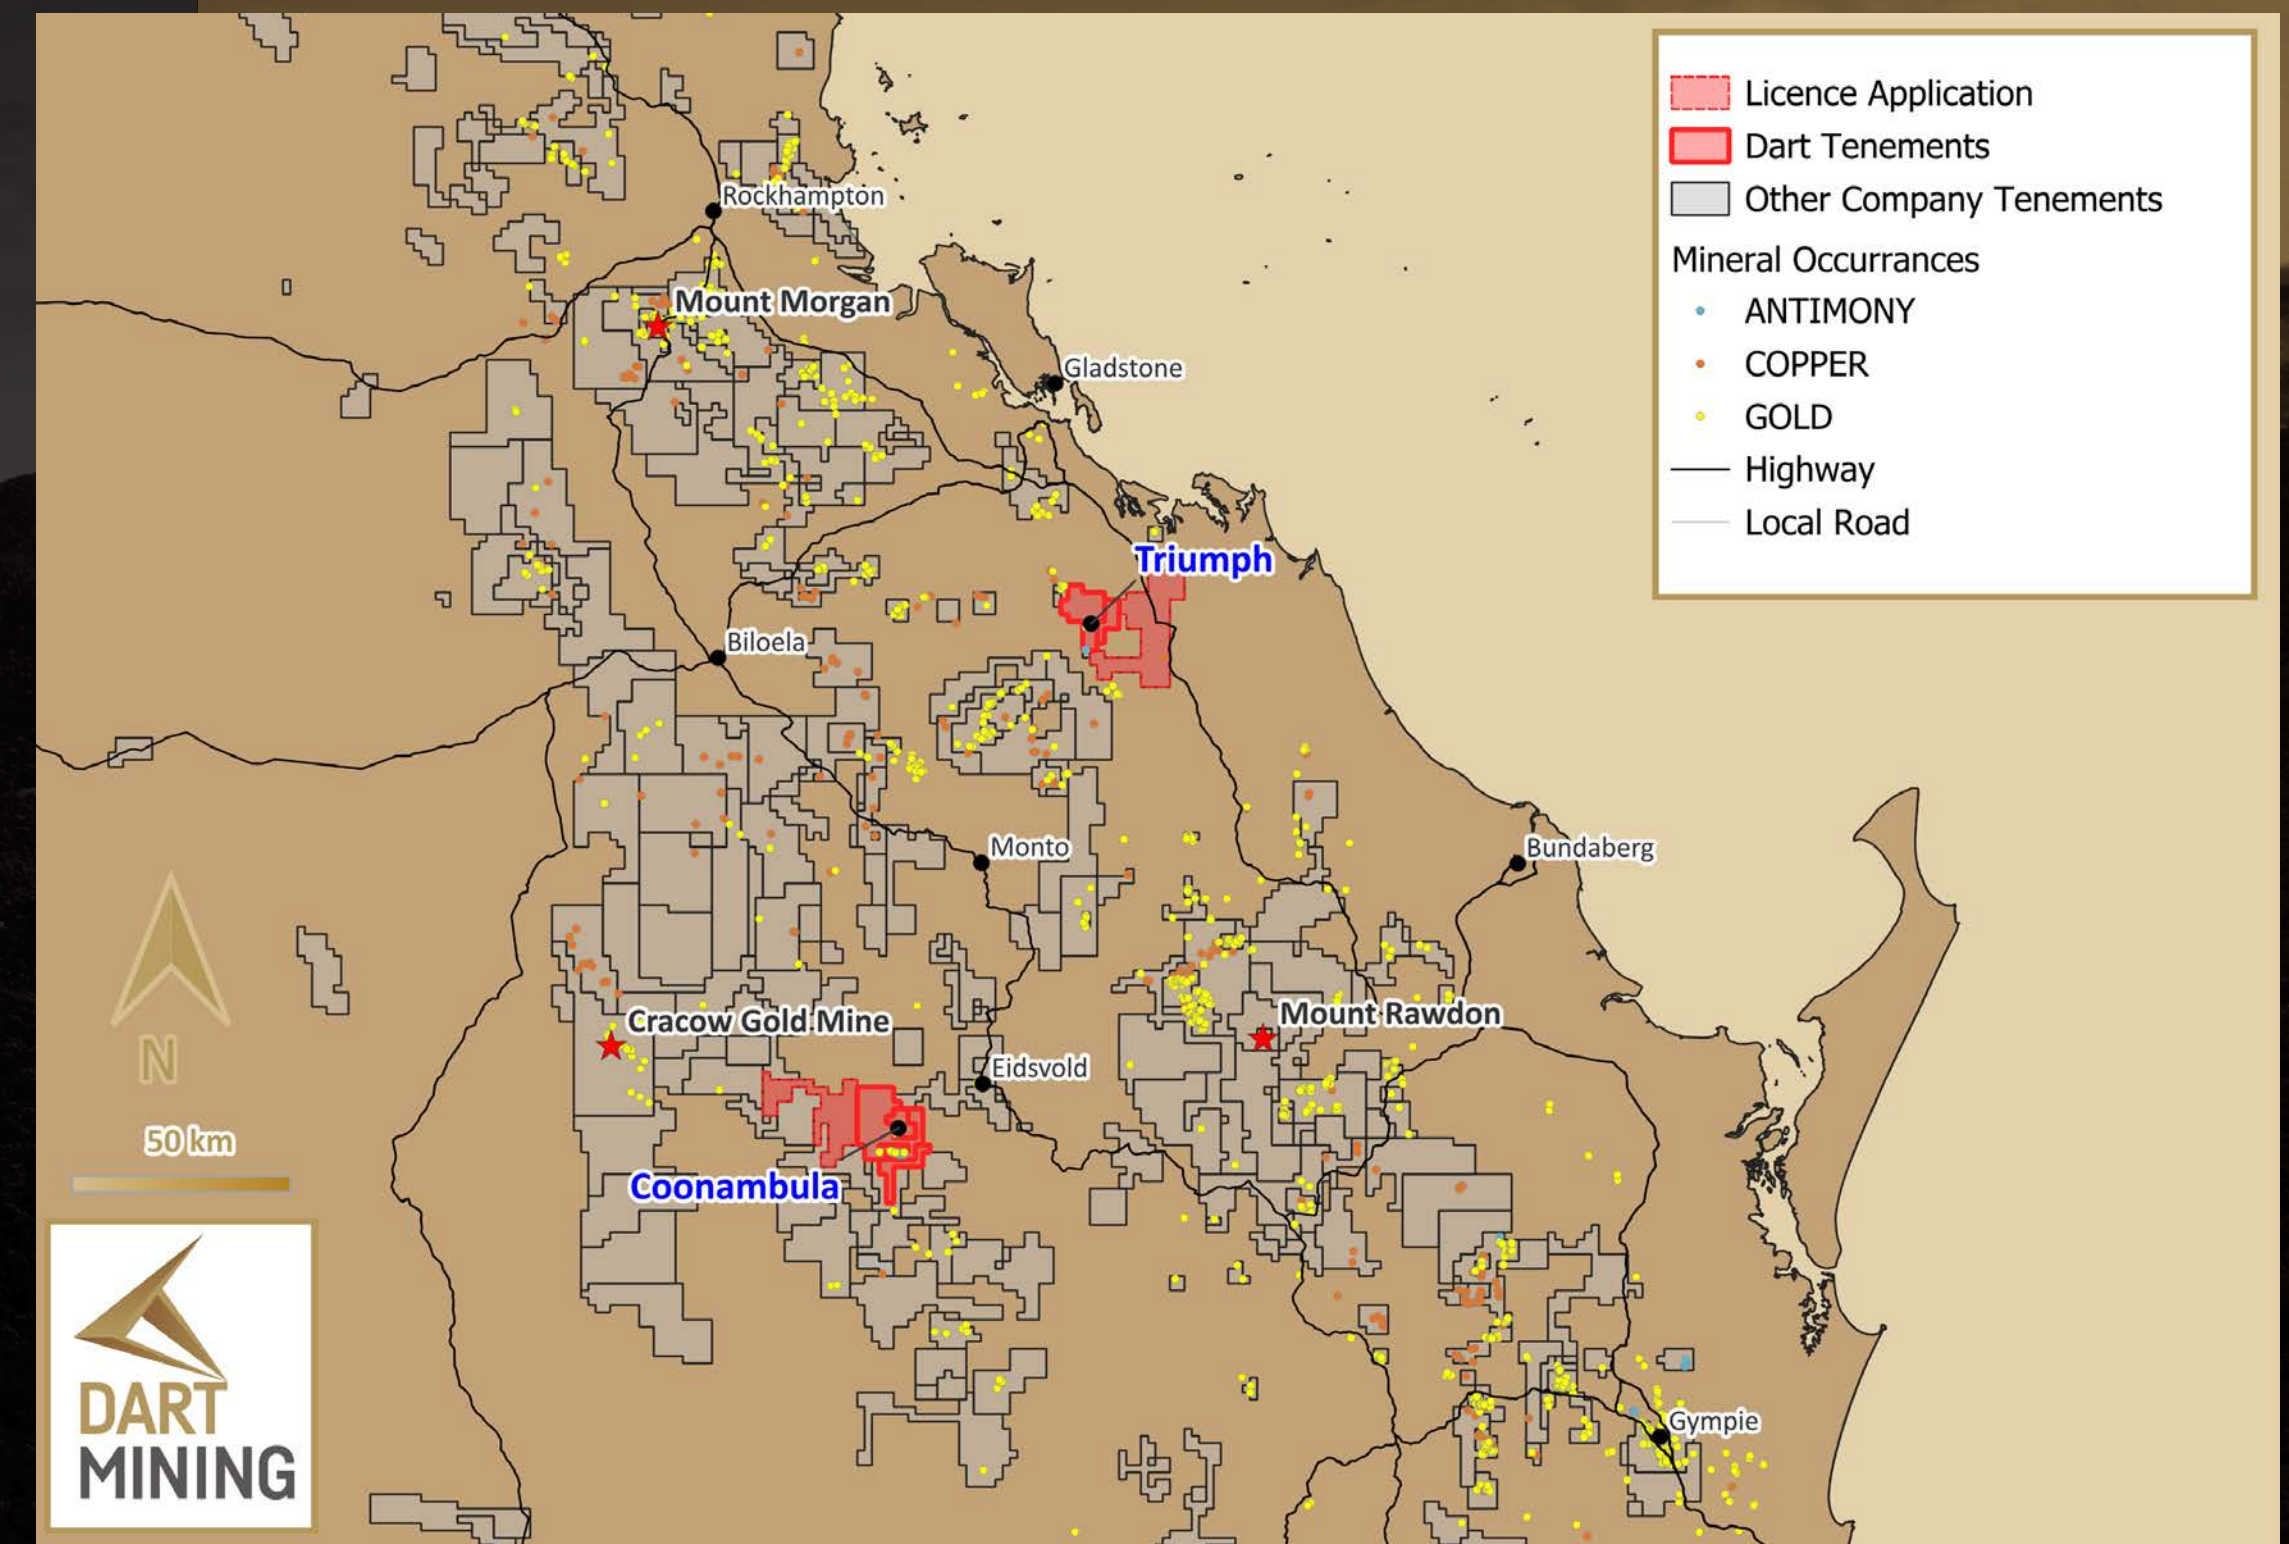 Licence Application
Dart Tenements
Other Company Tenements
Mineral Occurrances
ANTIMONY
COPPER
GOLD
Highway
Local Road
Rockhampton
Mount Morgan
Gladstone
Triumph
Biloela
Monto
Bundaberg
Cracow Gold Mine
Mount Rawdon
Eidsvold
Coonambula
Gympie
N
50 km
DART
MINING